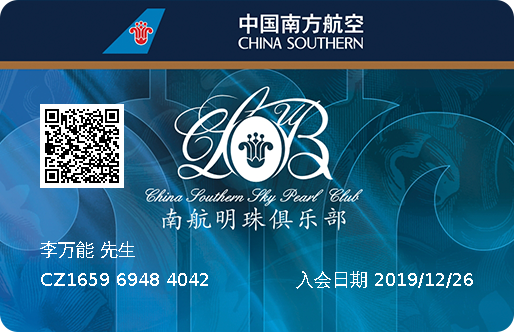 中国南方航空
CHINA SOUTHERN
CLUB
China Southern Sky Pearl Club
南航明珠俱乐部
李万能 先生
CZ1659 6948 4042
入会日期 2019/12/26